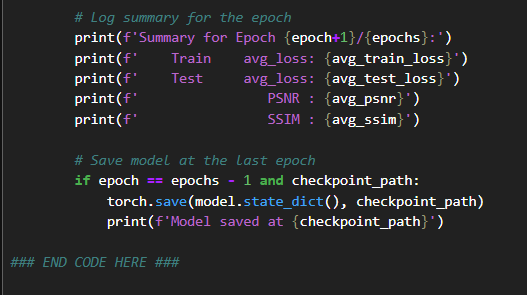 # Log summary for the epoch
print(f'Summary for Epoch {epoch+1}/{epochs}:')
print(f'    Train    avg_loss: {avg_train_loss}')
print(f'    Test     avg_loss: {avg_test_loss}')
print(f'                PSNR : {avg_psnr}')
print(f'                SSIM : {avg_ssim}')
# Save model at the last epoch
if epoch == epochs - 1 and checkpoint_path:
    torch.save(model.state_dict(), checkpoint_path)
    print(f'Model saved at {checkpoint_path}')
### END CODE HERE ###